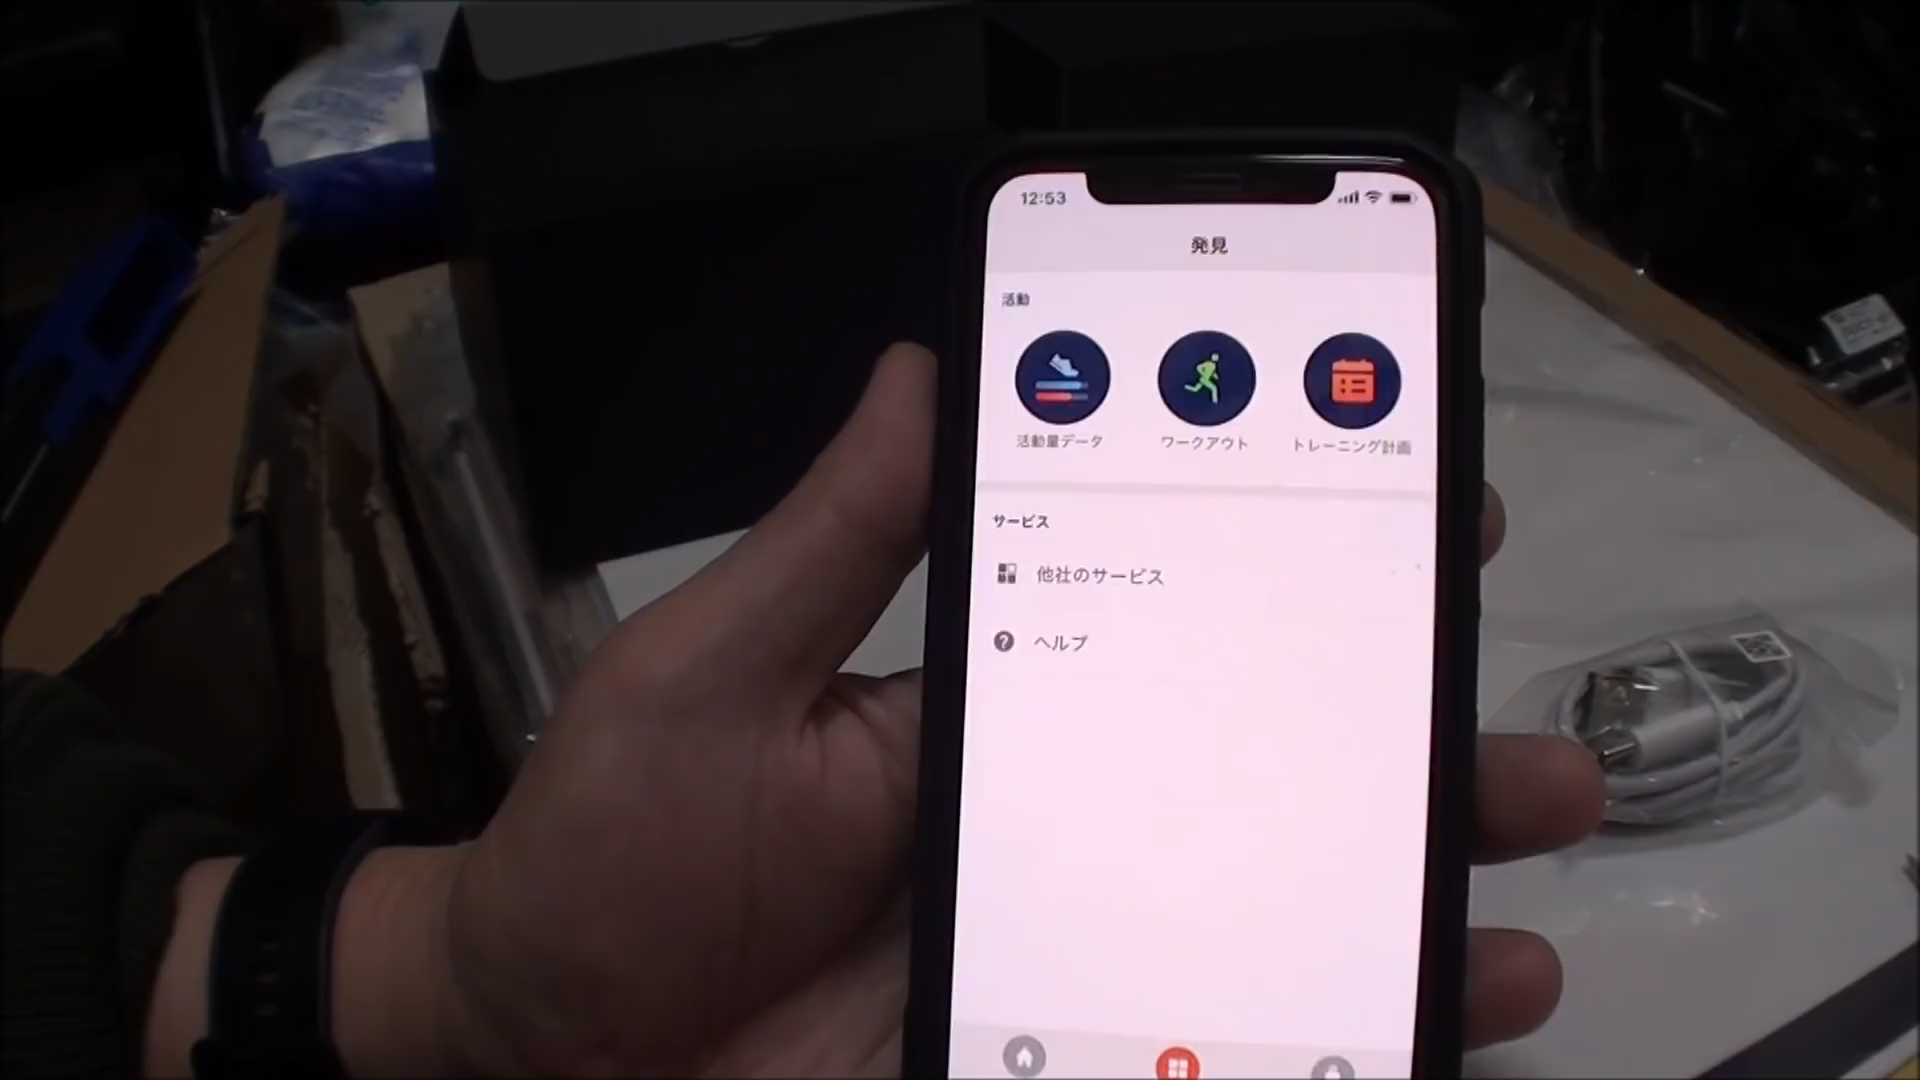 12:53
発見
活動
活動量データ
ワークアウト
トレーニング計画
サービス
他社のサービス
ヘルプ